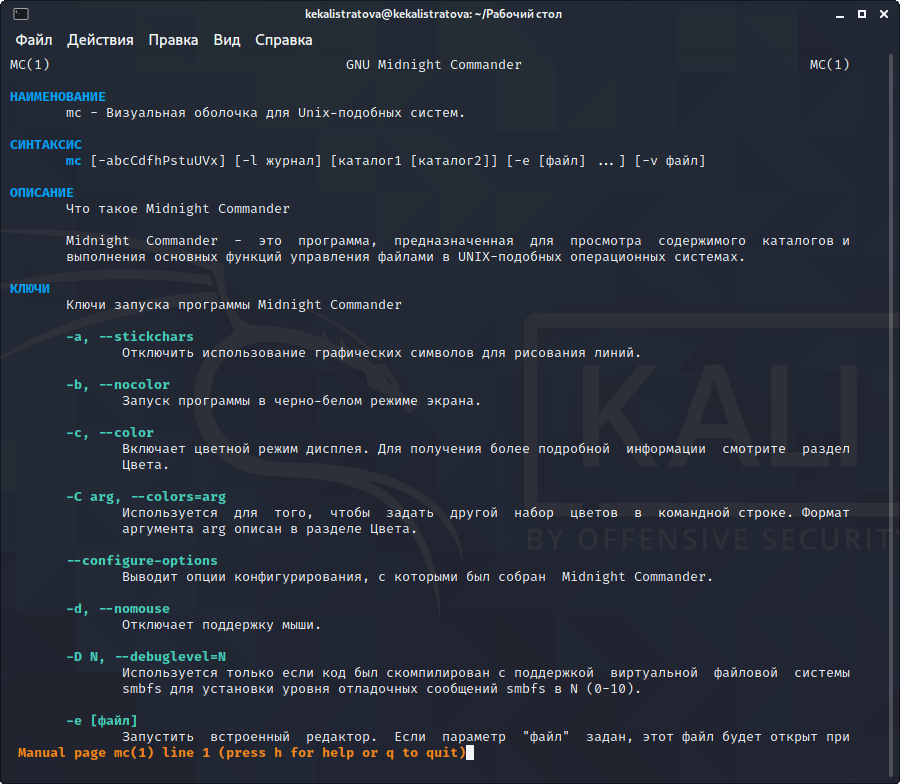 kekalistratova@kekalistratova: ~/Рабочий стол
Файл Действия Правка Вид Справка
MC(1) GNU Midnight Commander MC(1)
НАИМЕНОВАНИЕ
mc - Визуальная оболочка для Unix-подобных систем.
СИНТАКСИС
mc [-abcCdfhPstuUVx] [-l журнал] [каталог1 [каталог2]] [-e [файл] ...] [-v файл]
ОПИСАНИЕ
Что такое Midnight Commander
Midnight Commander - это программа, предназначенная для просмотра содержимого каталогов и
выполнения основных функций управления файлами в UNIX-подобных операционных системах.
КЛЮЧИ
Ключи запуска программы Midnight Commander
-a, --stickchars
Отключить использование графических символов для рисования линий.
-b, --nocolor
Запуск программы в черно-белом режиме экрана.
-c, --color
Включает цветной режим дисплея. Для получения более подробной информации смотрите раздел
Цвета.
-C arg, --colors=arg
Используется для того, чтобы задать другой набор цветов в командной строке. Формат
аргумента arg описан в разделе Цвета.
--configure-options
Выводит опции конфигурирования, с которыми был собран Midnight Commander.
-d, --nomouse
Отключает поддержку мыши.
-D N, --debuglevel=N
Используется только если код был скомпилирован с поддержкой виртуальной файловой системы
smbfs для установки уровня отладочных сообщений smbfs в N (0-10).
-e [файл]
Запустить встроенный редактор. Если параметр "файл" задан, этот файл будет открыт при
Manual page mc(1) line 1 (press h for help or q to quit)
KALI
BY OFFENSIVE SECURIT